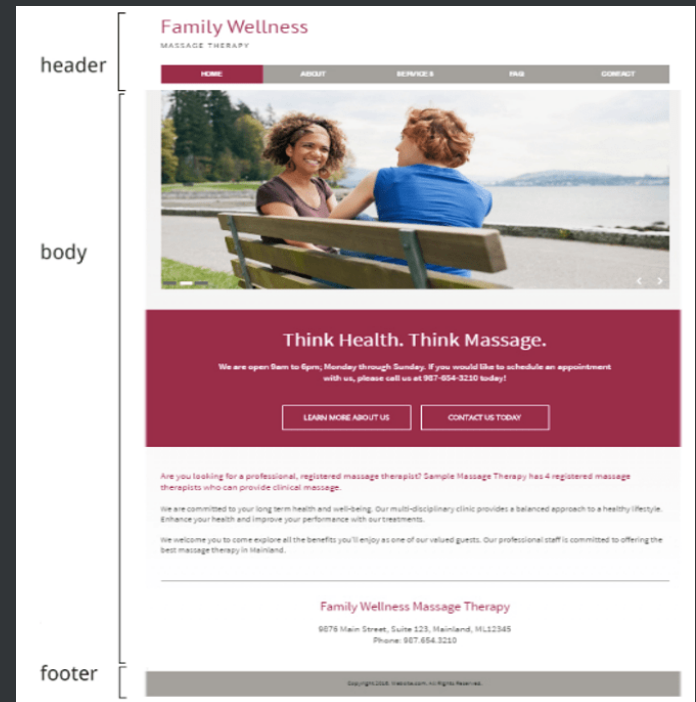 header
Family Wellness
MASSAGE THERAPY
HOME ABOUT SERVICES FAQ CONTACT
body
Think Health. Think Massage.
We are open 9am to 6pm; Monday through Sunday. If you would like to schedule an appointment
with us, please call us at 987-654-3210 today!
LEARN MORE ABOUT US CONTACT US TODAY
Are you looking for a professional, registered massage therapist? Sample Massage Therapy has 4 registered massage
therapists who can provide clinical massage.
We are committed to your long term health and well-being. Our multi-disciplinary clinic provides a balanced approach to a healthy lifestyle.
Enhance your health and improve your performance with our treatments.
We welcome you to come explore all the benefits you'll enjoy as one of our valued guests. Our professional staff is committed to offering the
best massage therapy in Mainland.
Family Wellness Massage Therapy
9876 Main Street, Suite 123, Mainland, ML12345
Phone: 987.654.3210
footer
Copyright 2018, Website.com, All Rights Reserved.